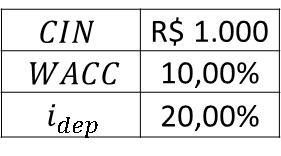 CIN R$ 1.000
WACC 10,00%
i_dep 20,00%